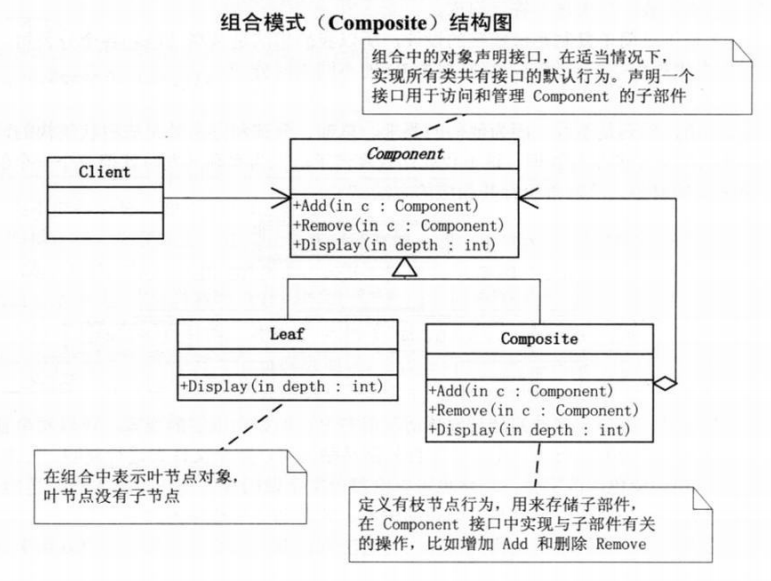 组合模式（Composite）结构图
组合中的对象声明接口，在适当情况下，
实现所有类共有接口的默认行为。声明一个
接口用于访问和管理 Component 的子部件
Client
Component
+Add(in c : Component)
+Remove(in c : Component)
+Display(in depth : int)
Leaf
+Display(in depth : int)
Composite
+Add(in c : Component)
+Remove(in c : Component)
+Display(in depth : int)
在组合中表示叶节点对象，
叶节点没有子节点
定义有枝节点行为，用来存储子部件，
在 Component 接口中实现与子部件有关
的操作，比如增加 Add 和删除 Remove